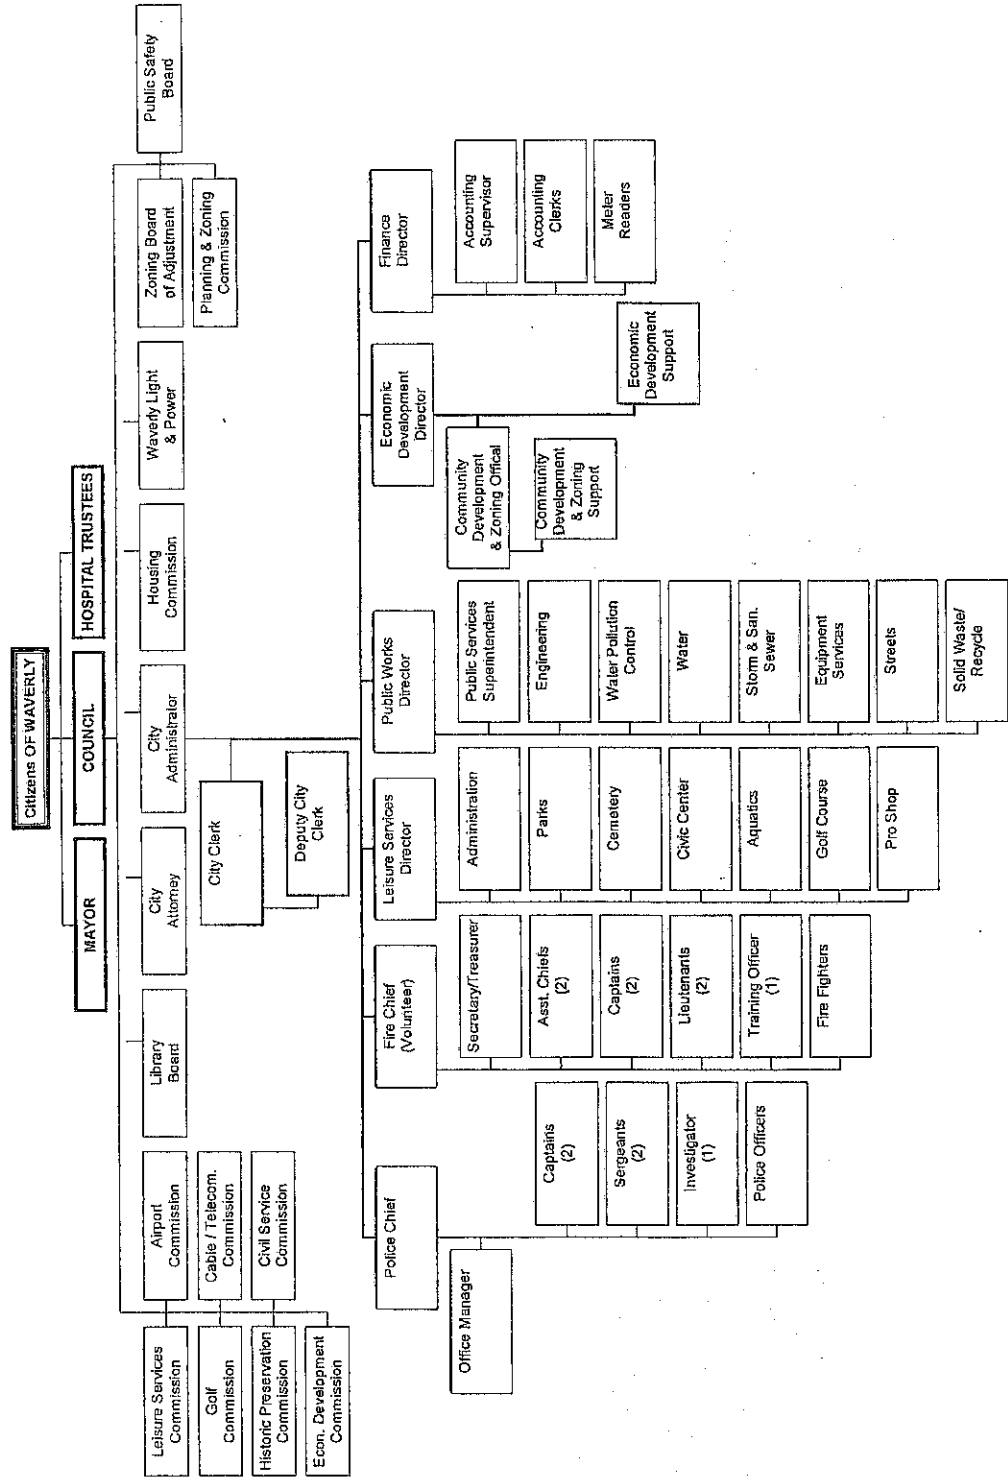 Citizens OF WAVERLY
MAYOR
COUNCIL
HOSPITAL TRUSTEES
Leisure Services
Commission
Golf
Commission
Historic Preservation
Commission
Econ. Development
Commission
Airport
Commission
Cable / Telecom.
Commission
Civil Service
Commission
Library
Board
City
Attorney
City
Administrator
Housing
Commission
Waverly Light
& Power
Zoning Board
of Adjustment
Planning & Zoning
Commission
Public Safety
Board
City Clerk
Deputy City
Clerk
Police Chief
Office Manager
Captains
(2)
Sergeants
(2)
Investigator
(1)
Police Officers
Fire Chief
(Volunteer)
Secretary/Treasurer
Asst. Chiefs
(2)
Captains
(2)
Lieutenants
(2)
Training Officer
(1)
Fire Fighters
Leisure Services
Director
Administration
Parks
Cemetery
Civic Center
Aquatics
Golf Course
Pro Shop
Public Works
Director
Public Services
Superintendent
Engineering
Water Pollution
Control
Water
Storm & San.
Sewer
Equipment
Services
Streets
Solid Waste/
Recycle
Economic
Development
Director
Community
Development
& Zoning Offical
Community
Development
& Zoning
Support
Economic
Development
Support
Finance
Director
Accounting
Supervisor
Accounting
Clerks
Meter
Readers